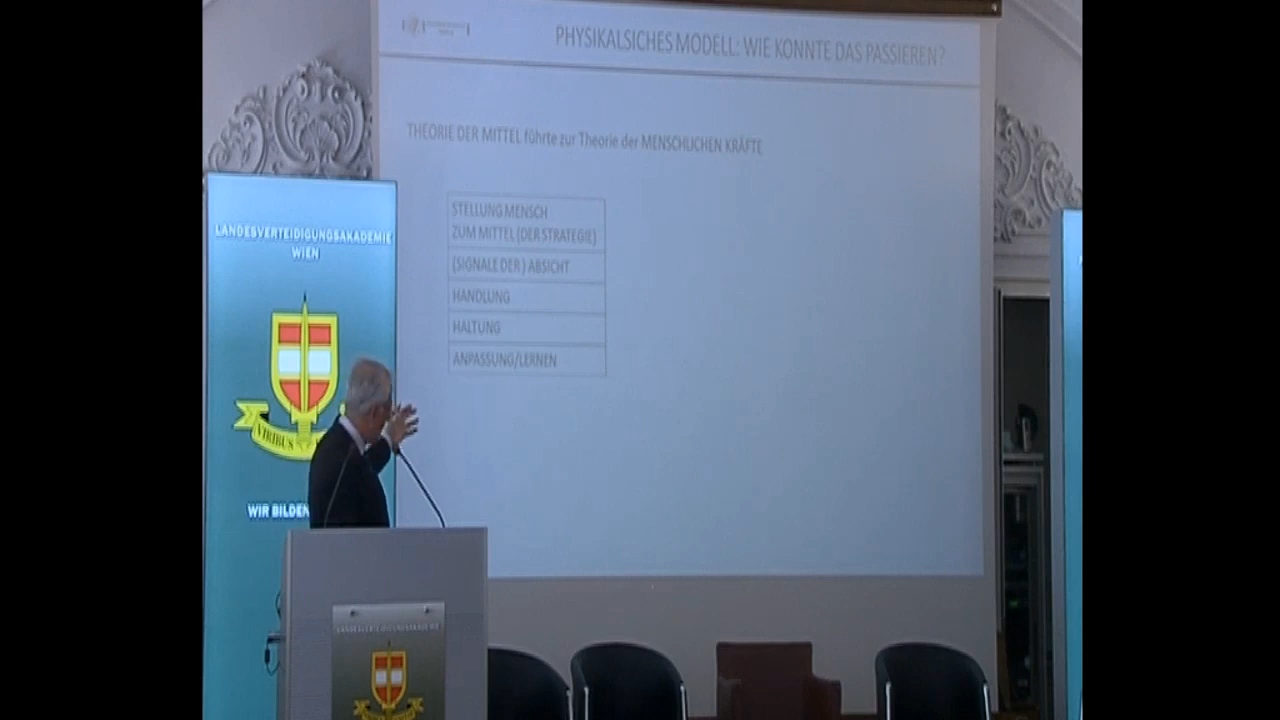 PHYSIKALSICHES MODELL: WIE KONNTE DAS PASSIEREN?
THEORIE DER MITTEL führte zur Theorie der MENSCHLICHEN KRÄFTE
STELLUNG MENSCH
ZUM MITTEL (DER STRATEGIE)
(SIGNALE DER ) ABSICHT
HANDLUNG
HALTUNG
ANPASSUNG/LERNEN
LANDESVERTEIDIGUNGSAKADEMIE
WIEN
VIRIBUS
WIR BILDEN
LANDESVERTEIDIGUNGSAKADEMIE